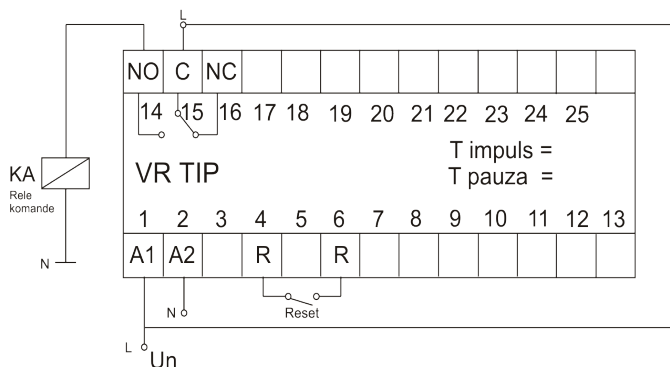 L
NO C NC
14 15 16 17 18 19 20 21 22 23 24 25
T impuls =
T pauza =
VR TIP
KA
Rele
komande
1 2 3 4 5 6 7 8 9 10 11 12 13
A1 A2 R R
N
Reset
N
L Un